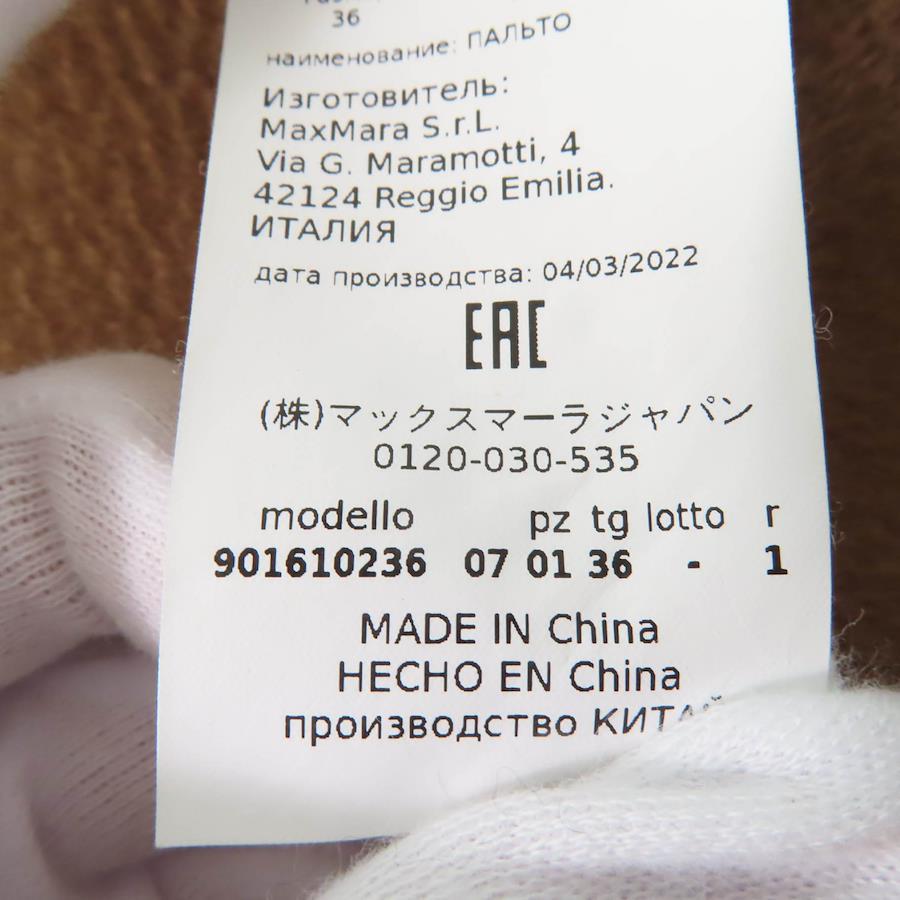 36
наименование: ПАЛЬТО
Изготовитель:
MaxMara S.r.L.
Via G. Maramotti, 4
42124 Reggio Emilia.
ИТАЛИЯ
дата производства: 04/03/2022
EAC
(株)マックスマーラジャパン
0120-030-535
modello pz tg lotto r
901610236 07 01 36 - 1
MADE IN China
HECHO EN China
производство КИТАЙ